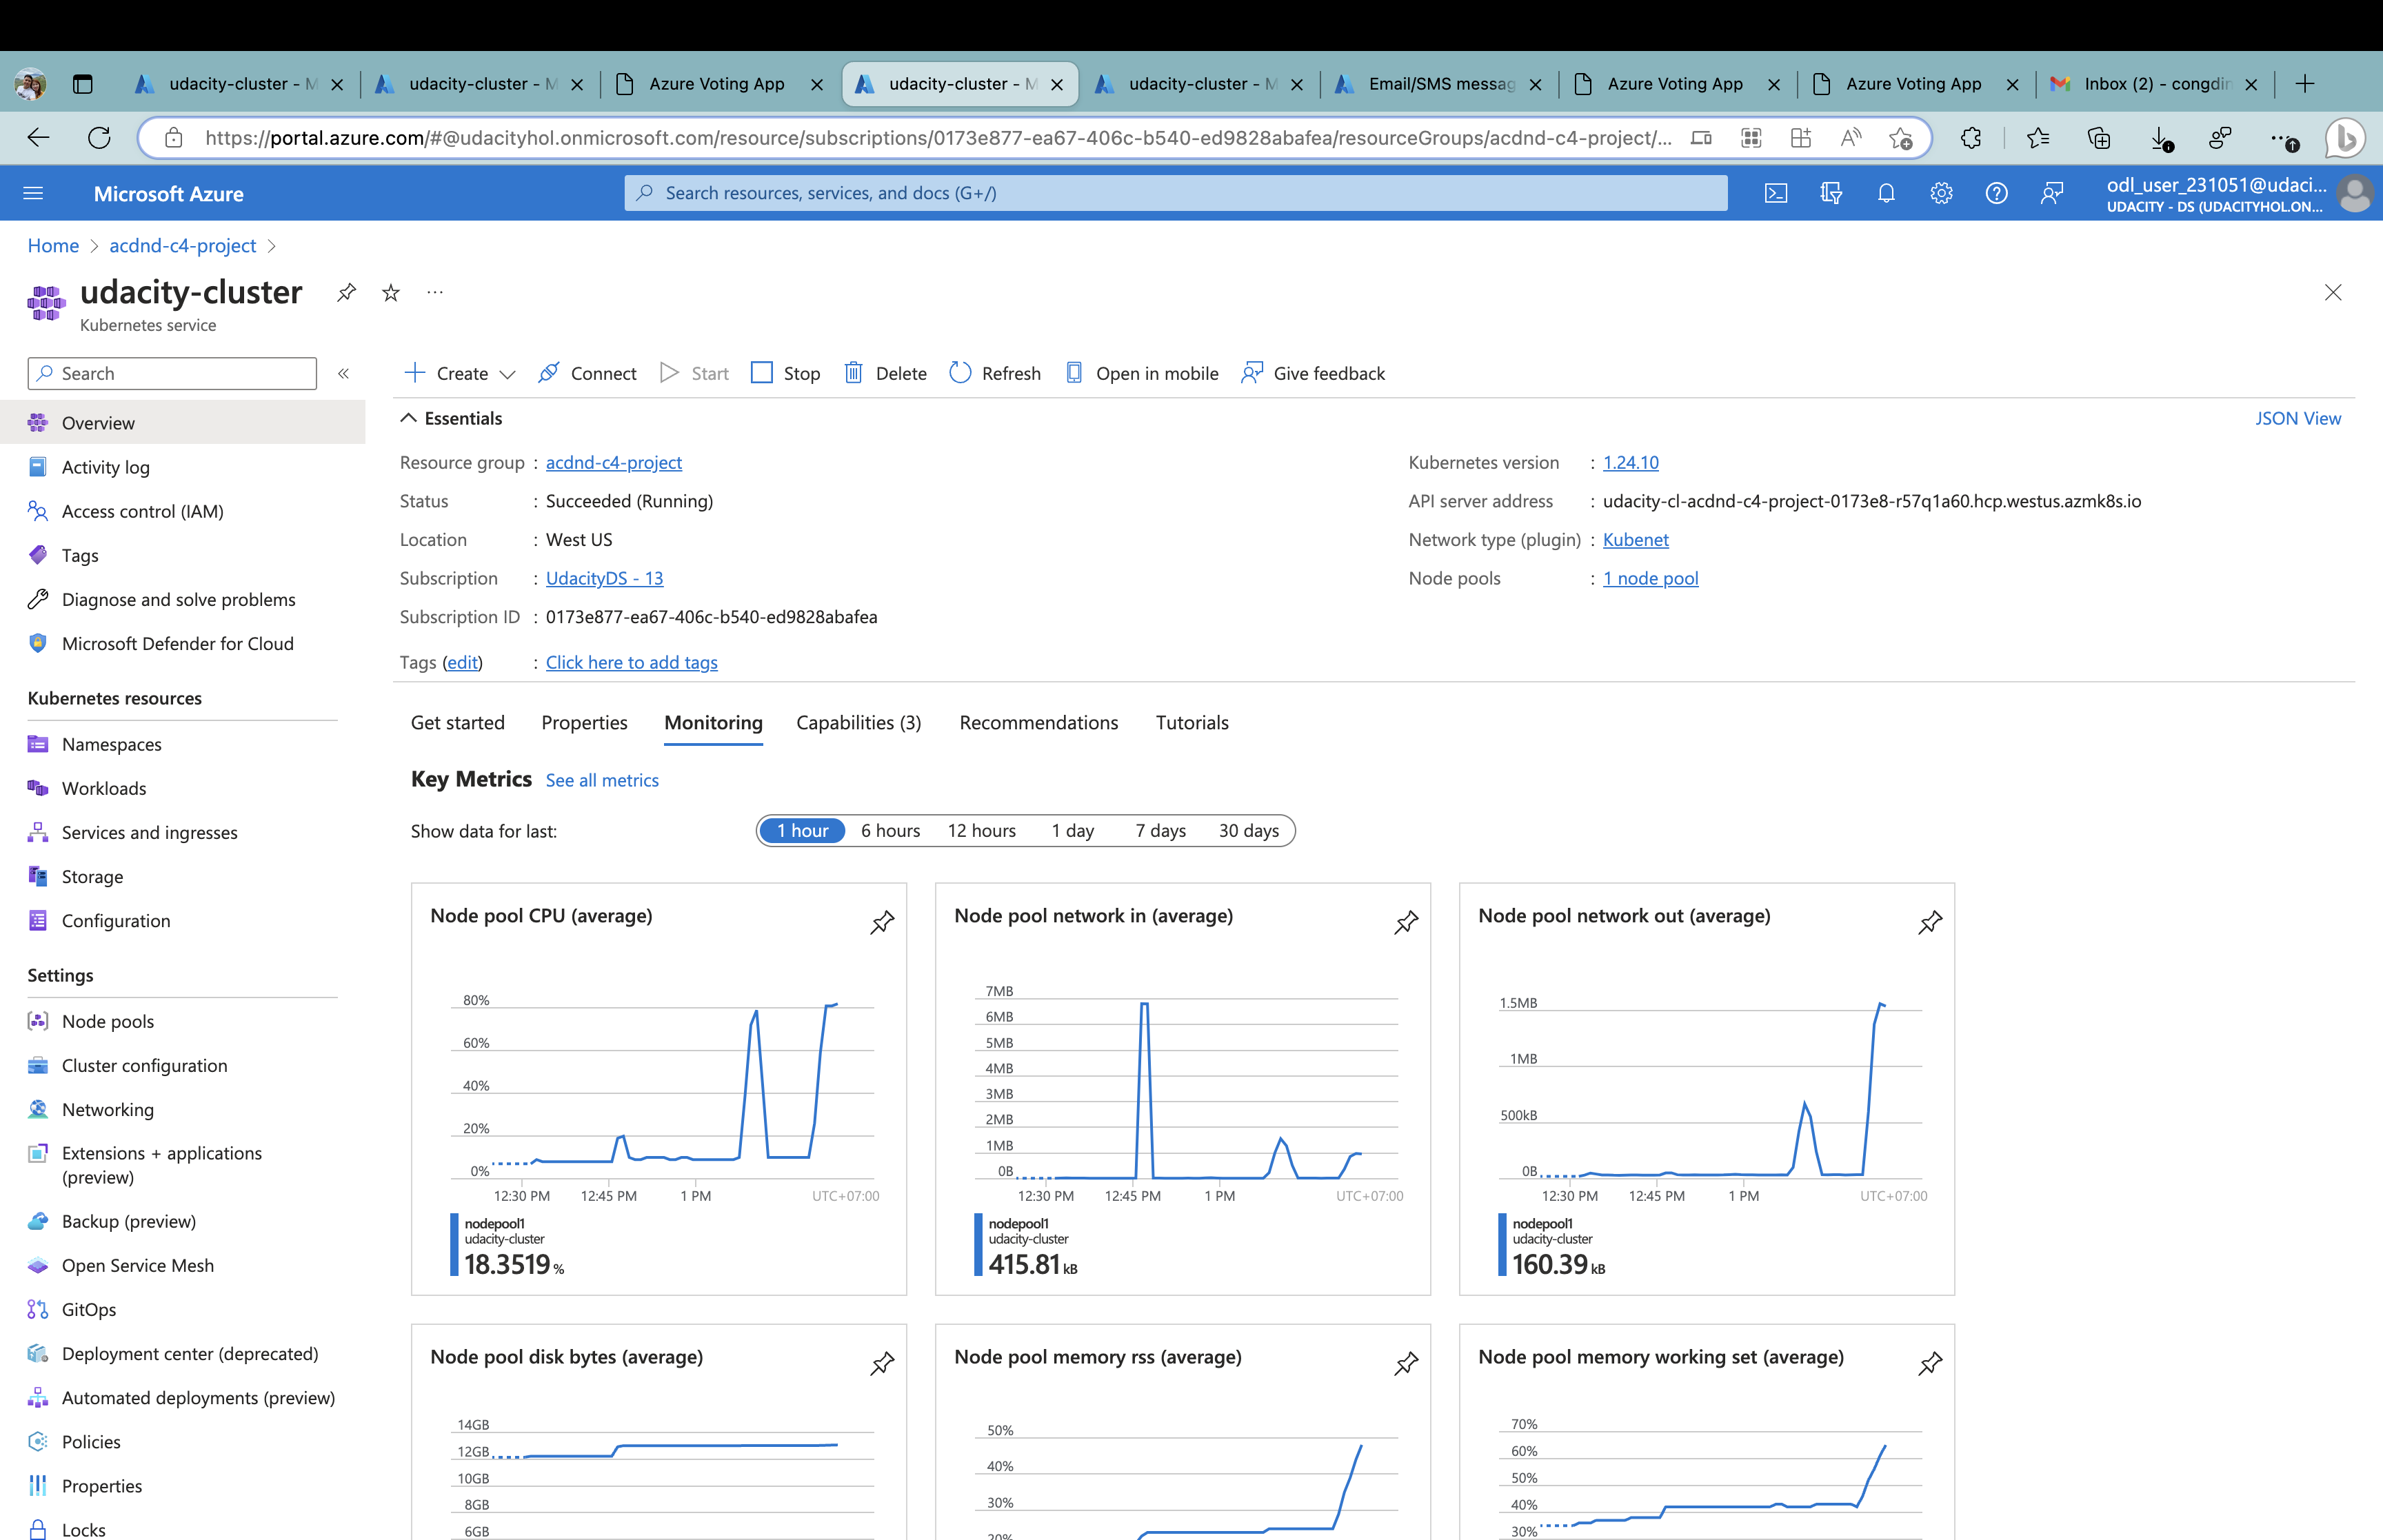 udacity-cluster - M
udacity-cluster - M
Azure Voting App
udacity-cluster - M
udacity-cluster - M
Email/SMS messag
Azure Voting App
Azure Voting App
Inbox (2) - congdin
https://portal.azure.com/#@udacityhol.onmicrosoft.com/resource/subscriptions/0173e877-ea67-406c-b540-ed9828abafea/resourceGroups/acdnd-c4-project/...
Microsoft Azure
Search resources, services, and docs (G+/)
odl_user_231051@udaci...
UDACITY - DS (UDACITYHOL.ON...
Home > acdnd-c4-project >
udacity-cluster
Kubernetes service
Search
Create
Connect
Start
Stop
Delete
Refresh
Open in mobile
Give feedback
Overview
Activity log
Access control (IAM)
Tags
Diagnose and solve problems
Microsoft Defender for Cloud
Kubernetes resources
Namespaces
Workloads
Services and ingresses
Storage
Configuration
Settings
Node pools
Cluster configuration
Networking
Extensions + applications
(preview)
Backup (preview)
Open Service Mesh
GitOps
Deployment center (deprecated)
Automated deployments (preview)
Policies
Properties
Locks
Essentials
JSON View
Resource group : acdnd-c4-project
Status : Succeeded (Running)
Location : West US
Subscription : UdacityDS - 13
Subscription ID : 0173e877-ea67-406c-b540-ed9828abafea
Tags (edit) : Click here to add tags
Kubernetes version : 1.24.10
API server address : udacity-cl-acdnd-c4-project-0173e8-r57q1a60.hcp.westus.azmk8s.io
Network type (plugin) : Kubenet
Node pools : 1 node pool
Get started
Properties
Monitoring
Capabilities (3)
Recommendations
Tutorials
Key Metrics
See all metrics
Show data for last:
1 hour
6 hours
12 hours
1 day
7 days
30 days
Node pool CPU (average)
80%
60%
40%
20%
0%
12:30 PM
12:45 PM
1 PM
UTC+07:00
nodepool1
udacity-cluster
18.3519 %
Node pool network in (average)
7MB
6MB
5MB
4MB
3MB
2MB
1MB
0B
12:30 PM
12:45 PM
1 PM
UTC+07:00
nodepool1
udacity-cluster
415.81 kB
Node pool network out (average)
1.5MB
1MB
500kB
0B
12:30 PM
12:45 PM
1 PM
UTC+07:00
nodepool1
udacity-cluster
160.39 kB
Node pool disk bytes (average)
14GB
12GB
10GB
8GB
6GB
Node pool memory rss (average)
50%
40%
30%
20%
Node pool memory working set (average)
70%
60%
50%
40%
30%